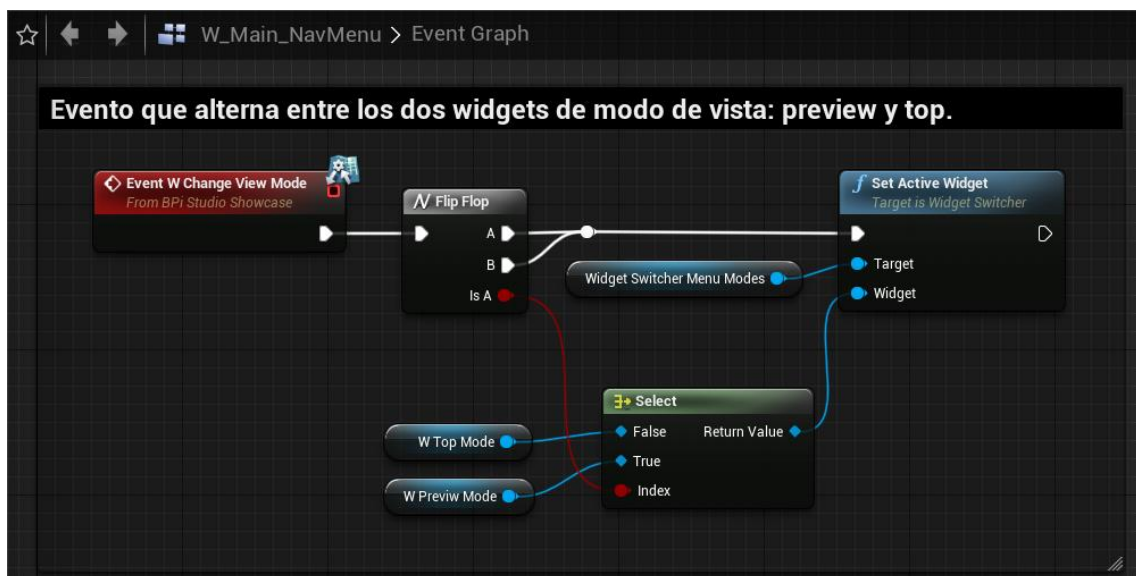 W_Main_NavMenu > Event Graph
Evento que alterna entre los dos widgets de modo de vista: preview y top.
Event W Change View Mode
From BPi Studio Showcase
Flip Flop
A
B
Is A
Widget Switcher Menu Modes
Set Active Widget
Target is Widget Switcher
Target
Widget
W Top Mode
W Previw Mode
Select
False Return Value
True
Index